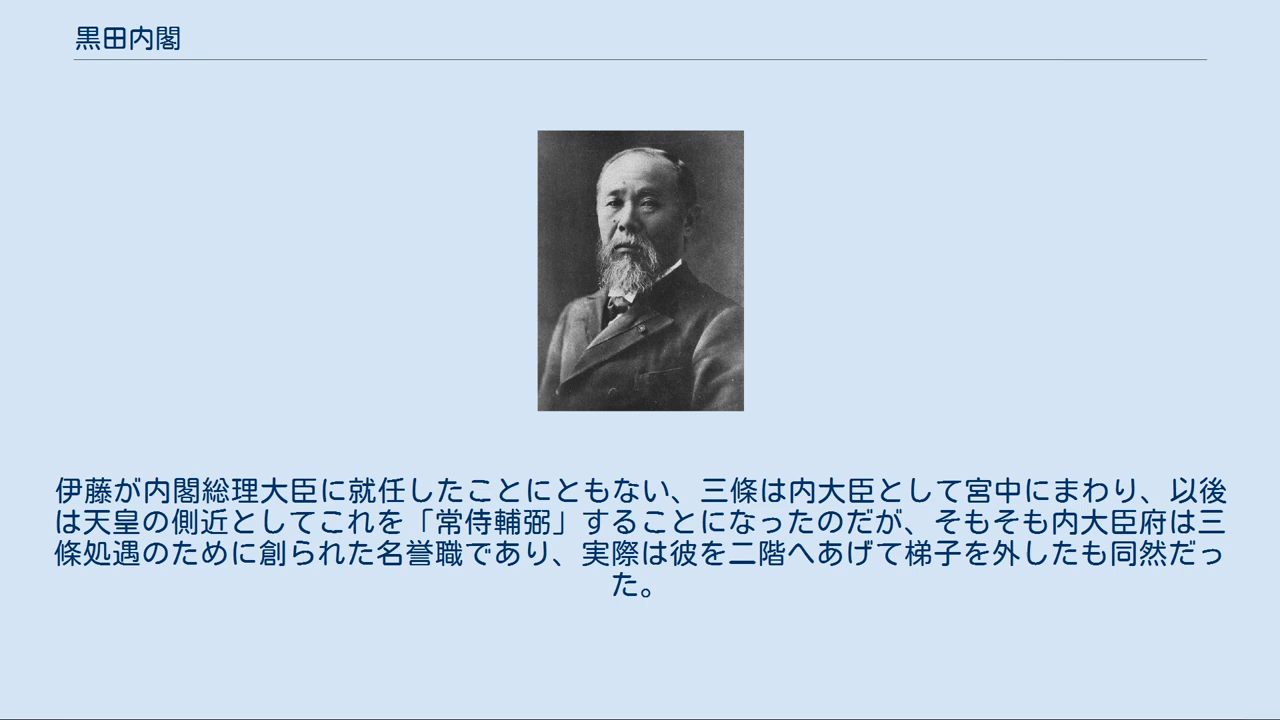 黒田内閣
伊藤が内閣総理大臣に就任したことにともない、三條は内大臣として宮中にまわり、以後
は天皇の側近としてこれを「常侍輔弼」することになったのだが、そもそも内大臣府は三
條処遇のために創られた名誉職であり、実際は彼を二階へあげて梯子を外したも同然だっ
た。